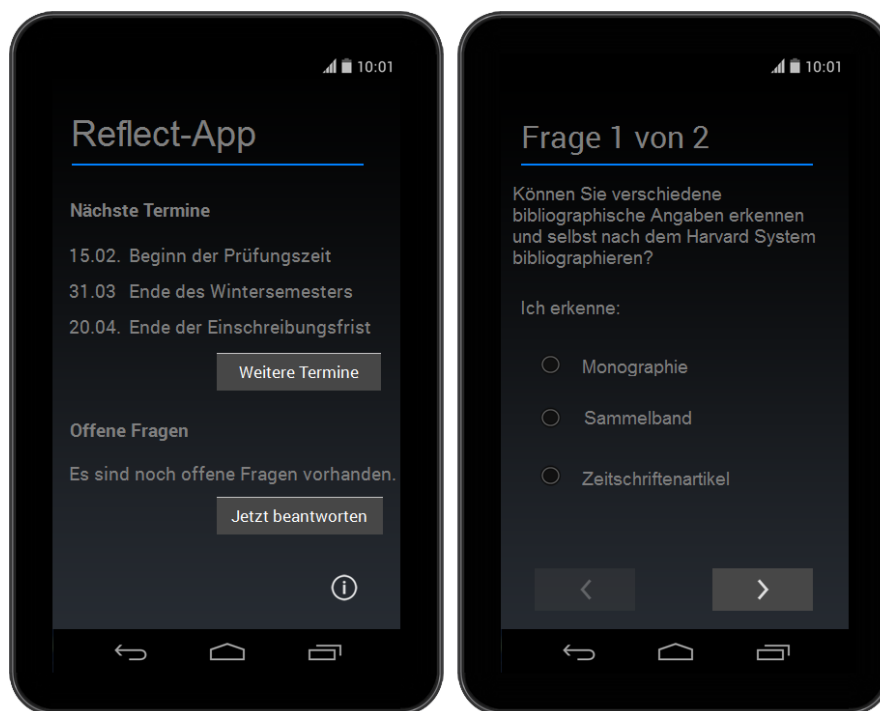 10:01
Reflect-App
Nächste Termine
15.02. Beginn der Prüfungszeit
31.03 Ende des Wintersemesters
20.04. Ende der Einschreibungsfrist
Weitere Termine
Offene Fragen
Es sind noch offene Fragen vorhanden.
Jetzt beantworten
10:01
Frage 1 von 2
Können Sie verschiedene
bibliographische Angaben erkennen
und selbst nach dem Harvard System
bibliographieren?
Ich erkenne:
Monographie
Sammelband
Zeitschriftenartikel